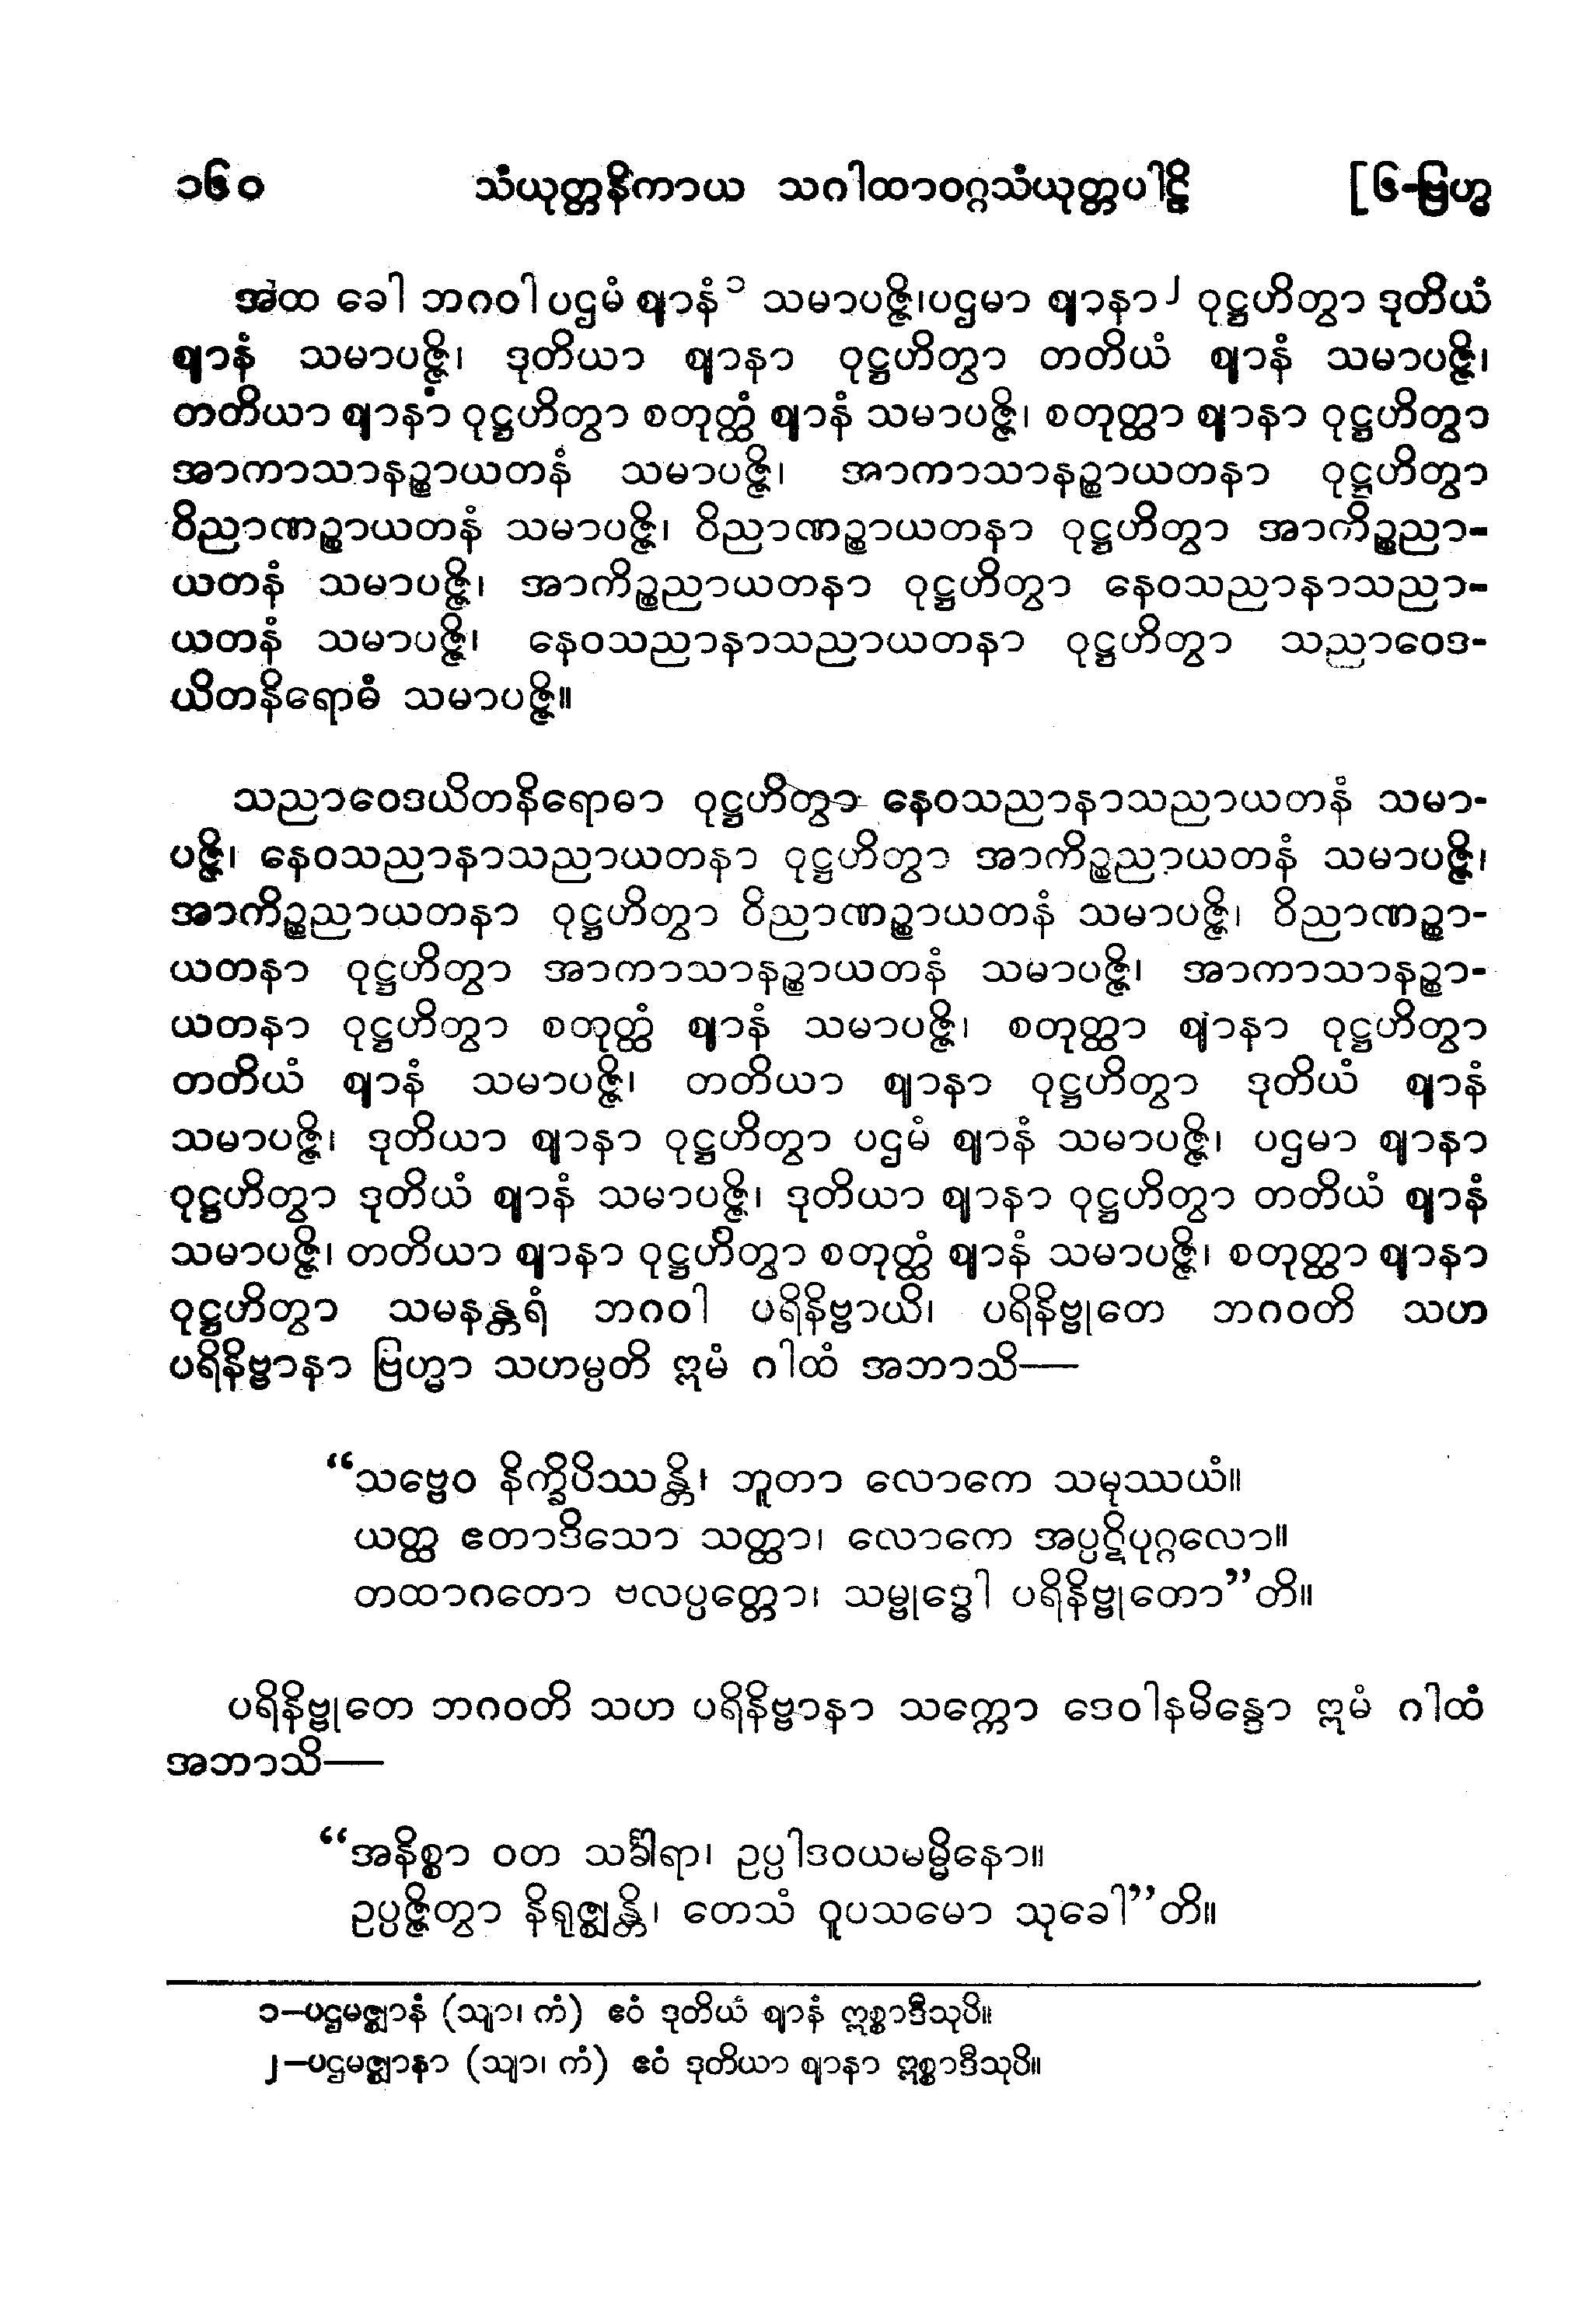 ၁၆၀ သံယုတ္တနိကာယ သဂါထာဝဂ္ဂသံယုတ္တပါဠိ [၆-ဗြဟ္မ
အထ ခေါ ဘဂဝါ ပဌမံ ဈာနံ၁ သမာပဇ္ဇိ၊ ပဌမာ ဈာနာ၂ ဝုဋ္ဌဟိတွာ ဒုတိယံ
ဈာနံ သမာပဇ္ဇိ၊ ဒုတိယာ ဈာနာ ဝုဋ္ဌဟိတွာ တတိယံ ဈာနံ သမာပဇ္ဇိ၊
တတိယာ ဈာနာ ဝုဋ္ဌဟိတွာ စတုတ္ထံ ဈာနံ သမာပဇ္ဇိ၊ စတုတ္ထာ ဈာနာ ဝုဋ္ဌဟိတွာ
အာကာသာနဉ္စာယတနံ သမာပဇ္ဇိ၊ အာကာသာနဉ္စာယတနာ ဝုဋ္ဌဟိတွာ
ဝိညာဏဉ္စာယတနံ သမာပဇ္ဇိ၊ ဝိညာဏဉ္စာယတနာ ဝုဋ္ဌဟိတွာ အာကိဉ္စညာ-
ယတနံ သမာပဇ္ဇိ၊ အာကိဉ္စညာယတနာ ဝုဋ္ဌဟိတွာ နေဝသညာနာသညာ-
ယတနံ သမာပဇ္ဇိ၊ နေဝသညာနာသညာယတနာ ဝုဋ္ဌဟိတွာ သညာဝေဒ-
ယိတနိရောဓံ သမာပဇ္ဇိ။
သညာဝေဒယိတနိရောဓာ ဝုဋ္ဌဟိတွာ နေဝသညာနာသညာယတနံ သမာ-
ပဇ္ဇိ၊ နေဝသညာနာသညာယတနာ ဝုဋ္ဌဟိတွာ အာကိဉ္စညာယတနံ သမာပဇ္ဇိ၊
အာကိဉ္စညာယတနာ ဝုဋ္ဌဟိတွာ ဝိညာဏဉ္စာယတနံ သမာပဇ္ဇိ၊ ဝိညာဏဉ္စာ-
ယတနာ ဝုဋ္ဌဟိတွာ အာကာသာနဉ္စာယတနံ သမာပဇ္ဇိ၊ အာကာသာနဉ္စာ-
ယတနာ ဝုဋ္ဌဟိတွာ စတုတ္ထံ ဈာနံ သမာပဇ္ဇိ၊ စတုတ္ထာ ဈာနာ ဝုဋ္ဌဟိတွာ
တတိယံ ဈာနံ သမာပဇ္ဇိ၊ တတိယာ ဈာနာ ဝုဋ္ဌဟိတွာ ဒုတိယံ ဈာနံ
သမာပဇ္ဇိ၊ ဒုတိယာ ဈာနာ ဝုဋ္ဌဟိတွာ ပဌမံ ဈာနံ သမာပဇ္ဇိ၊ ပဌမာ ဈာနာ
ဝုဋ္ဌဟိတွာ ဒုတိယံ ဈာနံ သမာပဇ္ဇိ၊ ဒုတိယာ ဈာနာ ဝုဋ္ဌဟိတွာ တတိယံ ဈာနံ
သမာပဇ္ဇိ၊ တတိယာ ဈာနာ ဝုဋ္ဌဟိတွာ စတုတ္ထံ ဈာနံ သမာပဇ္ဇိ၊ စတုတ္ထာ ဈာနာ
ဝုဋ္ဌဟိတွာ သမနန္တရံ ဘဂဝါ ပရိနိဗ္ဗာယိ၊ ပရိနိဗ္ဗုတေ ဘဂဝတိ သဟ
ပရိနိဗ္ဗာနာ ဗြဟ္မာ သဟမ္ပတိ ဣမံ ဂါထံ အဘာသိ—
“သဗ္ဗေဝ နိက္ခိပိဿန္တိ၊ ဘူတာ လောကေ သမုဿယံ။
ယတ္ထ ဧတာဒိသော သတ္ထာ၊ လောကေ အပ္ပဋိပုဂ္ဂလော။
တထာဂတော ဗလပ္ပတ္တော၊ သမ္ဗုဒ္ဓေါ ပရိနိဗ္ဗုတော”တိ။
ပရိနိဗ္ဗုတေ ဘဂဝတိ သဟ ပရိနိဗ္ဗာနာ သက္ကော ဒေဝါနမိန္ဒော ဣမံ ဂါထံ
အဘာသိ—
“အနိစ္စာ ဝတ သင်္ခါရာ၊ ဥပ္ပါဒဝယဓမ္မိနော။
ဥပ္ပဇ္ဇိတွာ နိရုဇ္ဈန္တိ၊ တေသံ ဝူပသမော သုခေါ”တိ။
၁—ပဌမဇ္ဈာနံ (သျာ၊ ကံ) ဧဝံ ဒုတိယံ ဈာနံ ဣစ္စာဒီသုပိ။
၂—ပဌမဇ္ဈာနာ (သျာ၊ ကံ) ဧဝံ ဒုတိယာ ဈာနာ ဣစ္စာဒီသုပိ။